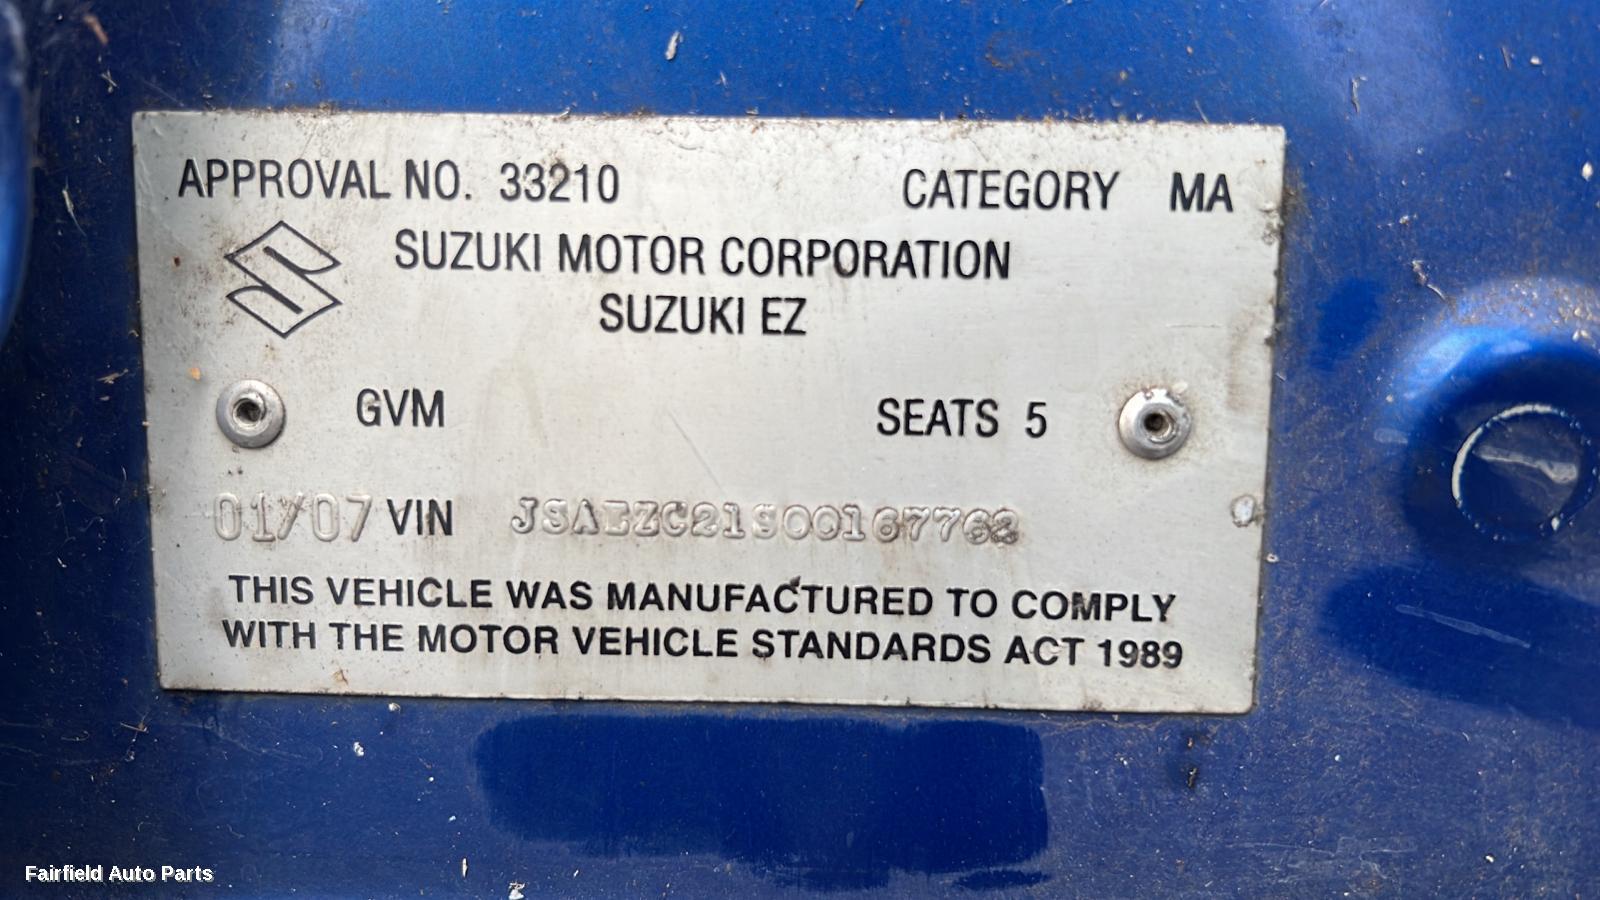 APPROVAL NO. 33210 CATEGORY MA
SUZUKI MOTOR CORPORATION
SUZUKI EZ
GVM SEATS 5
01/07 VIN JSAEZC21S00167762
THIS VEHICLE WAS MANUFACTURED TO COMPLY
WITH THE MOTOR VEHICLE STANDARDS ACT 1989
Fairfield Auto Parts